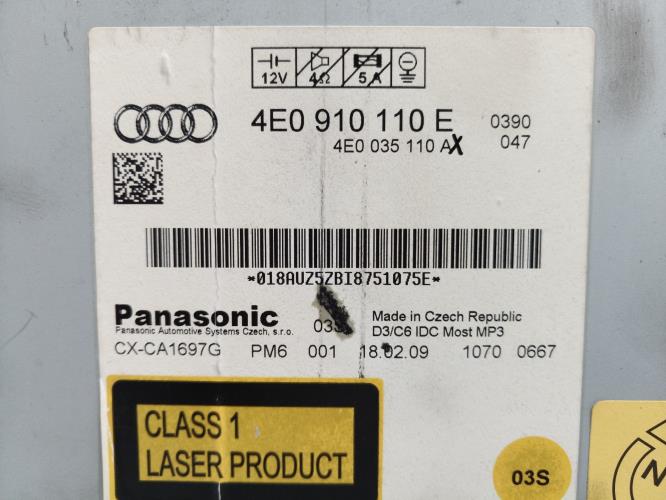 12V 4Ω 5A
4E0 910 110 E 0390
4E0 035 110 AX 047
*018AUZ5ZBI8751075E*
Panasonic 03S Made in Czech Republic
Panasonic Automotive Systems Czech, s.r.o. D3/C6 IDC Most MP3
CX-CA1697G PM6 001 18.02.09 1070 0667
CLASS 1
LASER PRODUCT
03S